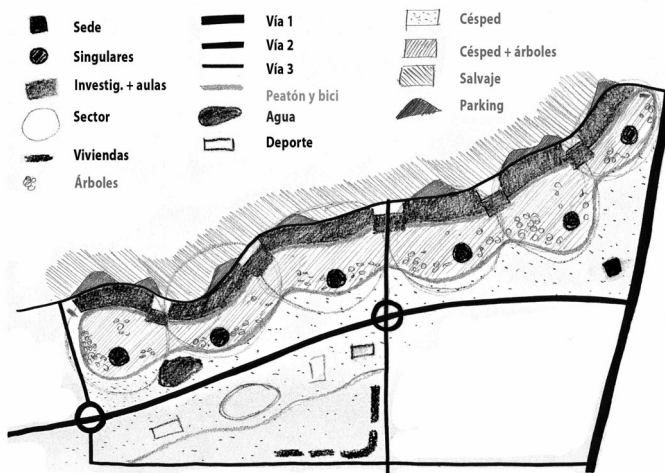 Sede
Singulares
Investig. + aulas
Sector
Viviendas
Árboles
Vía 1
Vía 2
Vía 3
Peatón y bici
Agua
Deporte
Césped
Césped + árboles
Salvaje
Parking